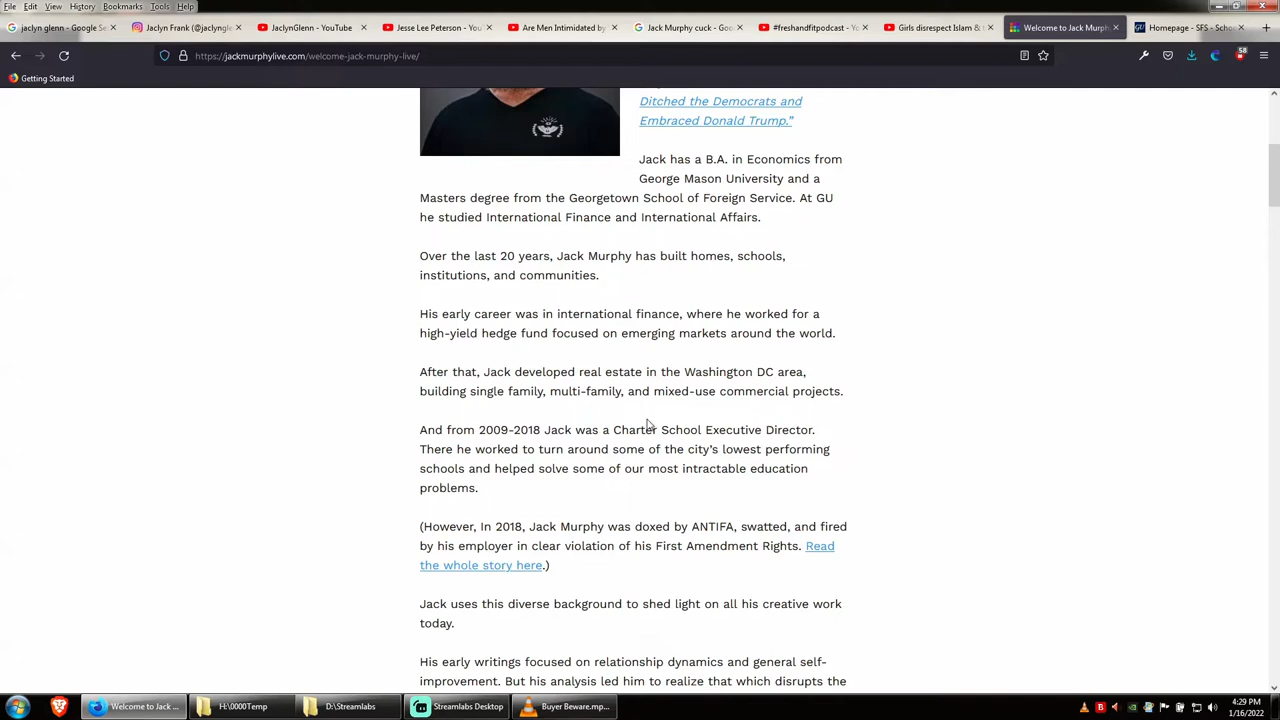 File Edit View History Bookmarks Tools Help
jaclyn glenn - Google Se
Jaclyn Frank (@jaclyngle
JaclynGlenn - YouTube
Jesse Lee Peterson - You
Are Men Intimidated by
Jack Murphy cuck - Goo
#freshandfitpodcast - Yo
Girls disrespect Islam & t
Welcome to Jack Murph
Homepage - SFS - Schoo
https://jackmurphylive.com/welcome-jack-murphy-live/
58
Getting Started
Ditched the Democrats and
Embraced Donald Trump.”
Jack has a B.A. in Economics from
George Mason University and a
Masters degree from the Georgetown School of Foreign Service. At GU
he studied International Finance and International Affairs.
Over the last 20 years, Jack Murphy has built homes, schools,
institutions, and communities.
His early career was in international finance, where he worked for a
high-yield hedge fund focused on emerging markets around the world.
After that, Jack developed real estate in the Washington DC area,
building single family, multi-family, and mixed-use commercial projects.
And from 2009-2018 Jack was a Charter School Executive Director.
There he worked to turn around some of the city’s lowest performing
schools and helped solve some of our most intractable education
problems.
(However, In 2018, Jack Murphy was doxed by ANTIFA, swatted, and fired
by his employer in clear violation of his First Amendment Rights. Read
the whole story here.)
Jack uses this diverse background to shed light on all his creative work
today.
His early writings focused on relationship dynamics and general self-
improvement. But his analysis led him to realize that which disrupts the
Welcome to Jack ...
H:\0000Temp
D:\Streamlabs
Streamlabs Desktop
Buyer Beware.mp...
4:29 PM
1/16/2022